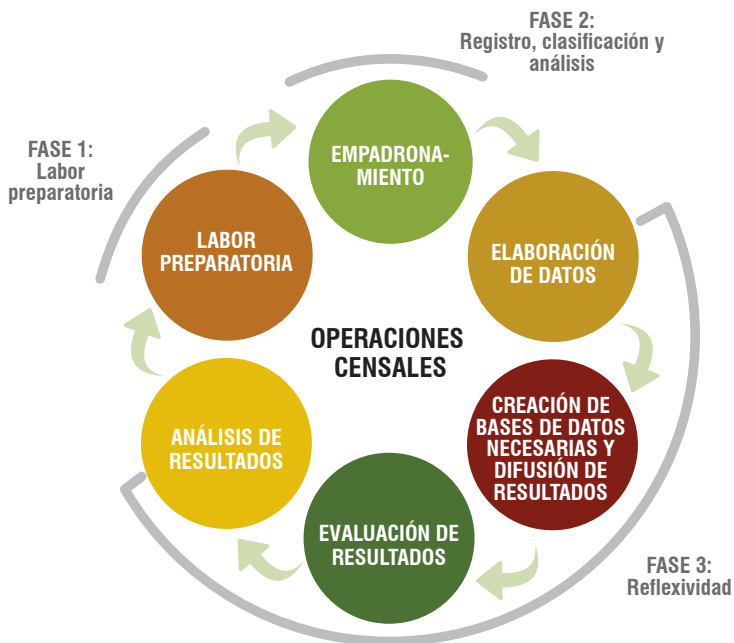 FASE 1:
Labor
preparatoria
FASE 2:
Registro, clasificación y
análisis
EMPADRONA-
MIENTO
LABOR
PREPARATORIA
ELABORACIÓN
DE DATOS
OPERACIONES
CENSALES
CREACIÓN DE
BASES DE DATOS
NECESARIAS Y
DIFUSIÓN DE
RESULTADOS
ANÁLISIS DE
RESULTADOS
EVALUACIÓN DE
RESULTADOS
FASE 3:
Reflexividad